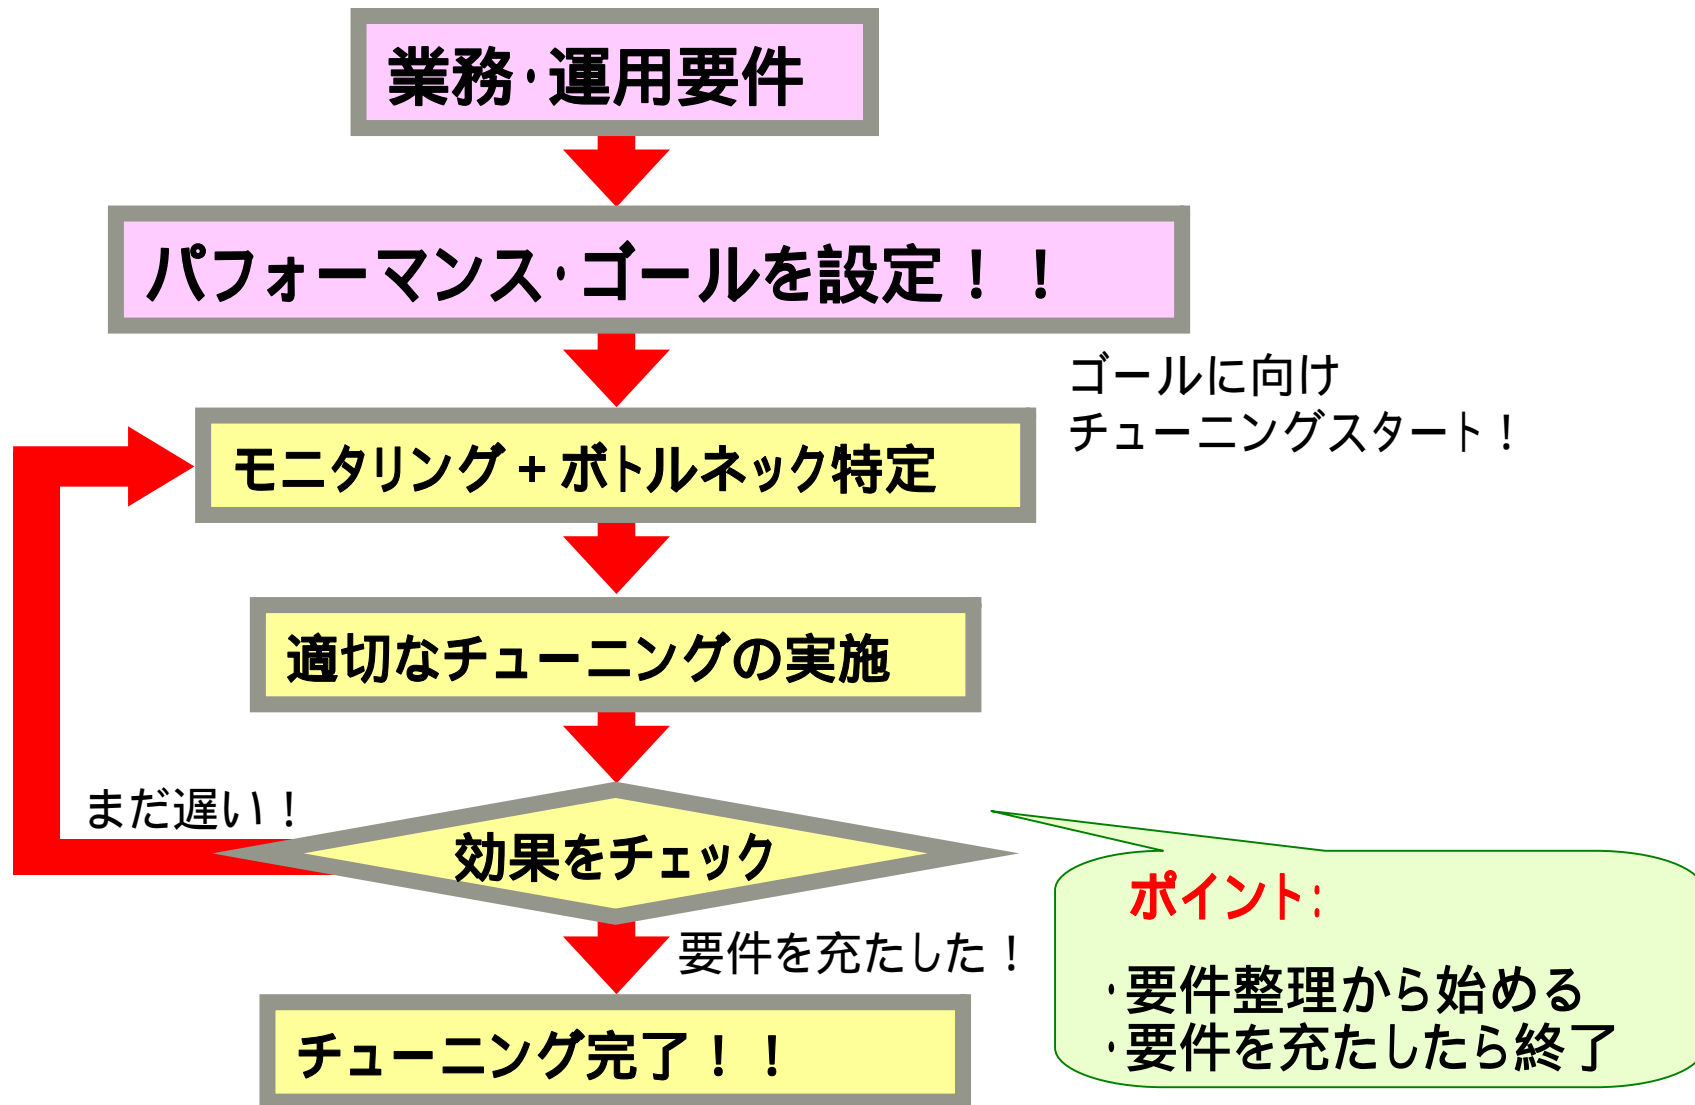 業務・運用要件
パフォーマンス・ゴールを設定！！
ゴールに向け
チューニングスタート！
モニタリング+ボトルネック特定
適切なチューニングの実施
まだ遅い！
効果をチェック
要件を充たした！
チューニング完了！！
ポイント:
・要件整理から始める
・要件を充たしたら終了